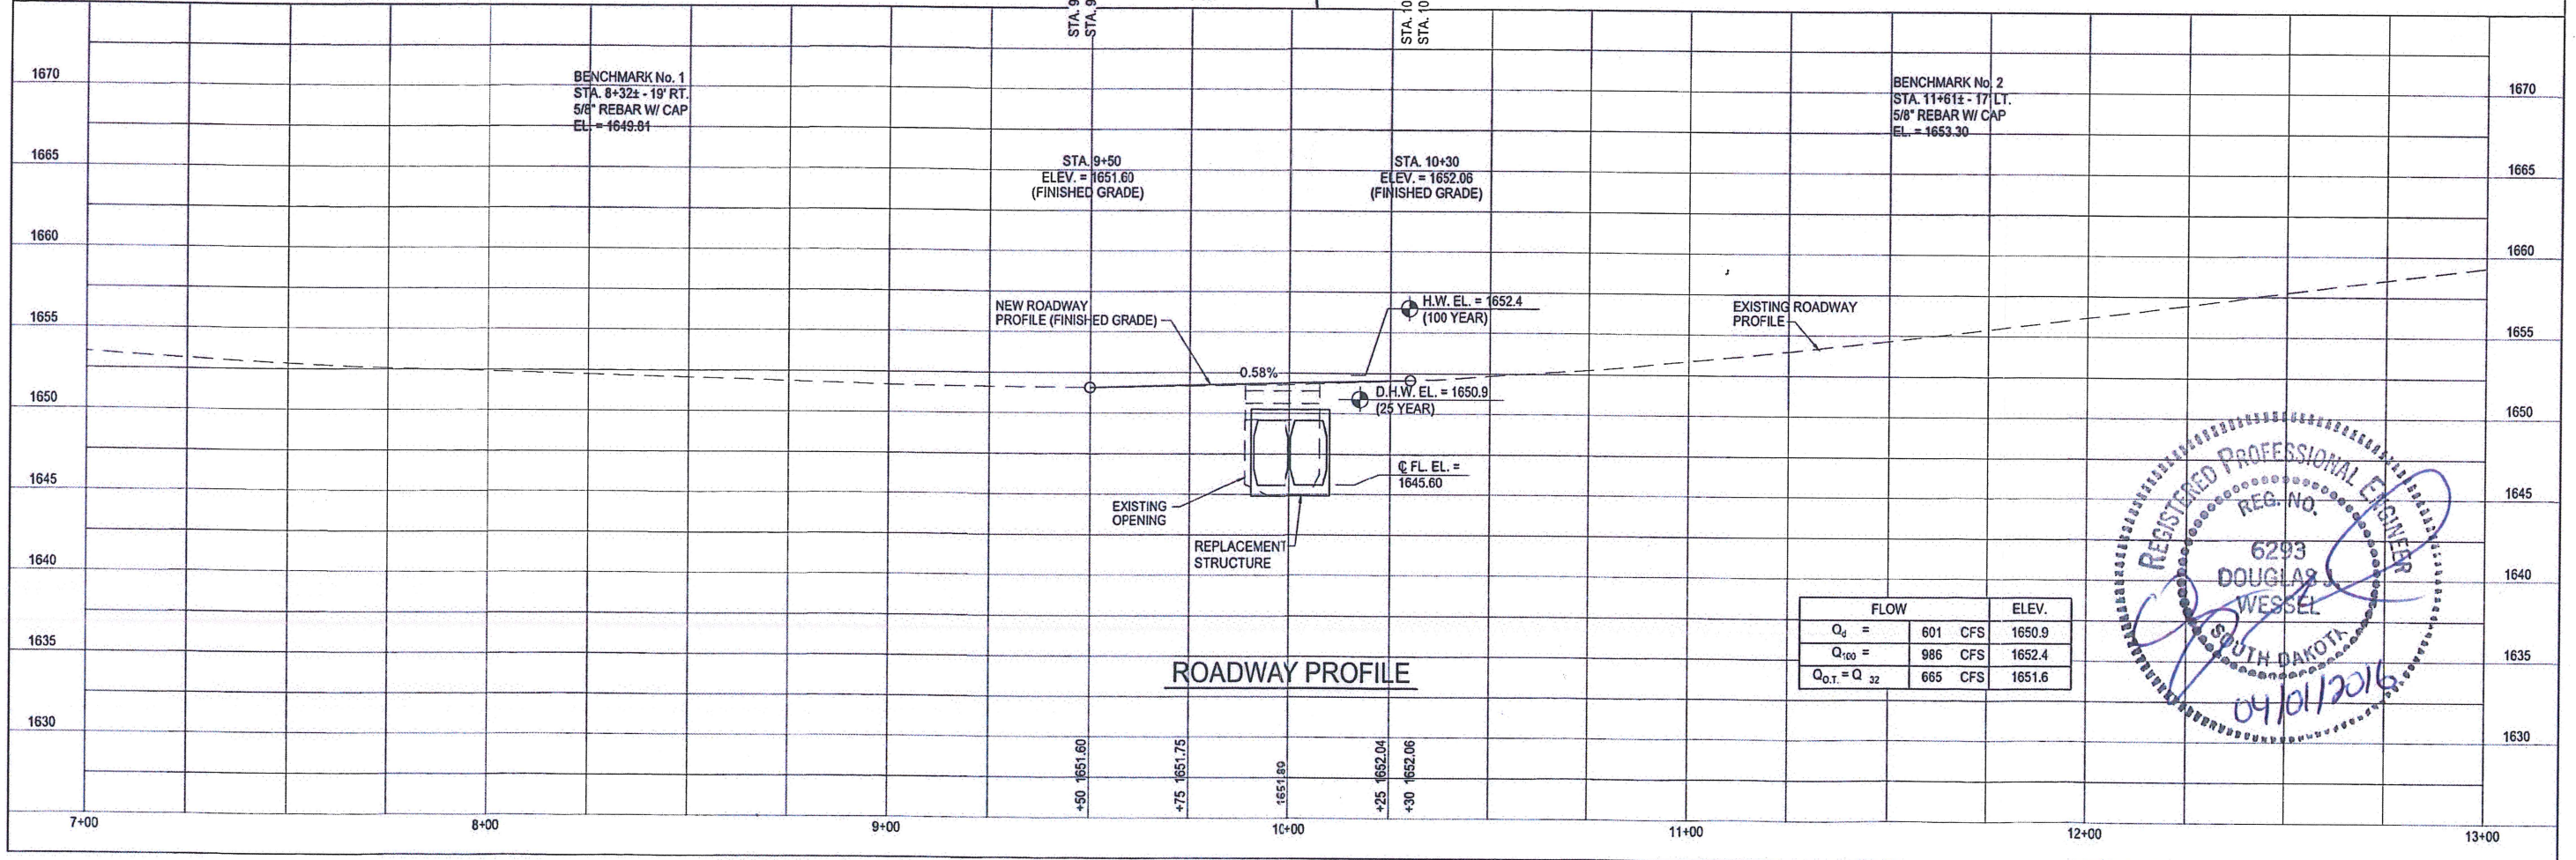 STA. 9
STA. 9
STA. 10
STA. 10
1670
1665
1660
1655
1650
1645
1640
1635
1630
BENCHMARK No. 1
STA. 8+32± - 19' RT.
5/8" REBAR W/ CAP
EL. = 1649.81
BENCHMARK No. 2
STA. 11+61± - 17' LT.
5/8" REBAR W/ CAP
EL. = 1653.30
STA. 9+50
ELEV. = 1651.60
(FINISHED GRADE)
STA. 10+30
ELEV. = 1652.06
(FINISHED GRADE)
NEW ROADWAY
PROFILE (FINISHED GRADE)
H.W. EL. = 1652.4
(100 YEAR)
EXISTING ROADWAY
PROFILE
0.58%
D.H.W. EL. = 1650.9
(25 YEAR)
℄ FL. EL. =
1645.60
EXISTING
OPENING
REPLACEMENT
STRUCTURE
ROADWAY PROFILE
FLOW ELEV.
Qd = 601 CFS 1650.9
Q100 = 986 CFS 1652.4
QO.T. = Q 32 665 CFS 1651.6
REGISTERED PROFESSIONAL ENGINEER
REG. NO.
6293
DOUGLAS J.
WESSEL
SOUTH DAKOTA
04/01/2016
1670
1665
1660
1655
1650
1645
1640
1635
1630
+50 1651.60
+75 1651.75
1651.89
+25 1652.04
+30 1652.06
7+00
8+00
9+00
10+00
11+00
12+00
13+00